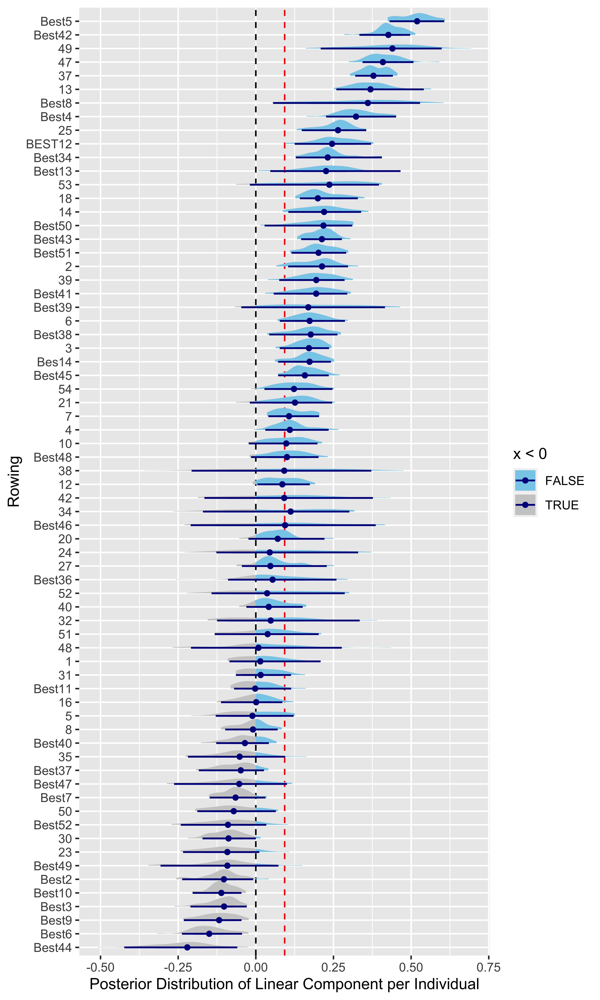 Best5
Best42
49
47
37
13
Best8
Best4
25
BEST12
Best34
Best13
53
18
14
Best50
Best43
Best51
2
39
Best41
Best39
6
Best38
3
Bes14
Best45
54
21
7
4
10
Best48
38
12
42
34
Best46
20
24
27
Best36
52
40
32
51
48
1
31
Best11
16
5
8
Best40
35
Best37
Best47
Best7
50
Best52
30
23
Best49
Best2
Best10
Best3
Best9
Best6
Best44
Rowing
-0.50 -0.25 0.00 0.25 0.50 0.75
Posterior Distribution of Linear Component per Individual
x < 0
FALSE
TRUE